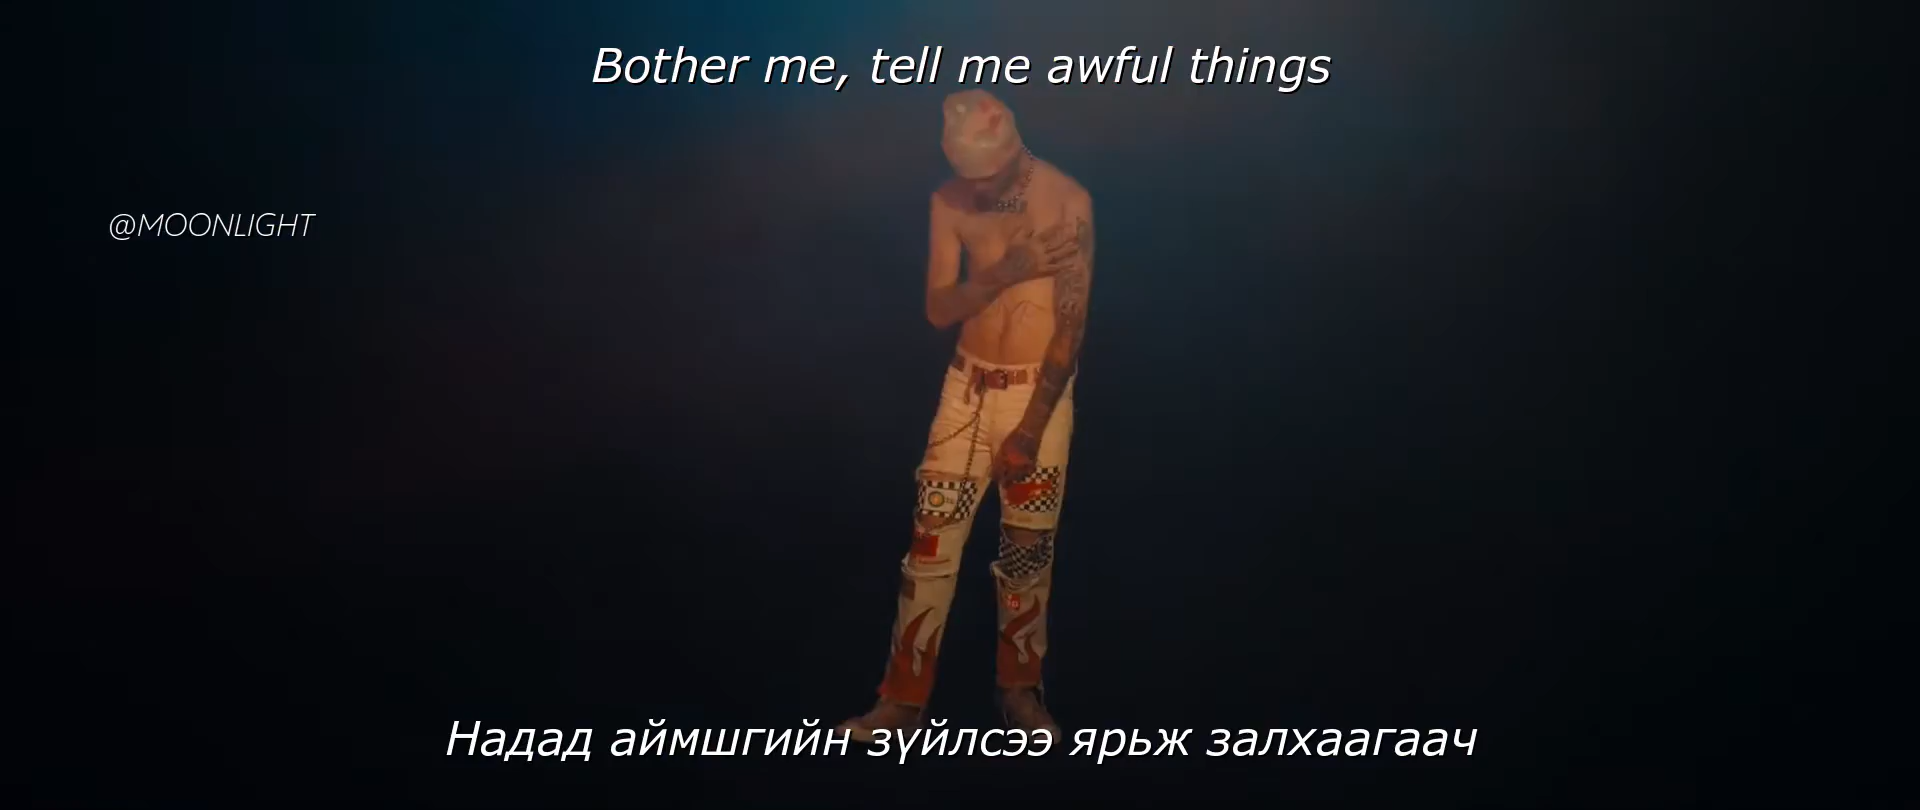 Bother me, tell me awful things
@MOONLIGHT
Надад аймшгийн зүйлсээ ярьж залхаагаач